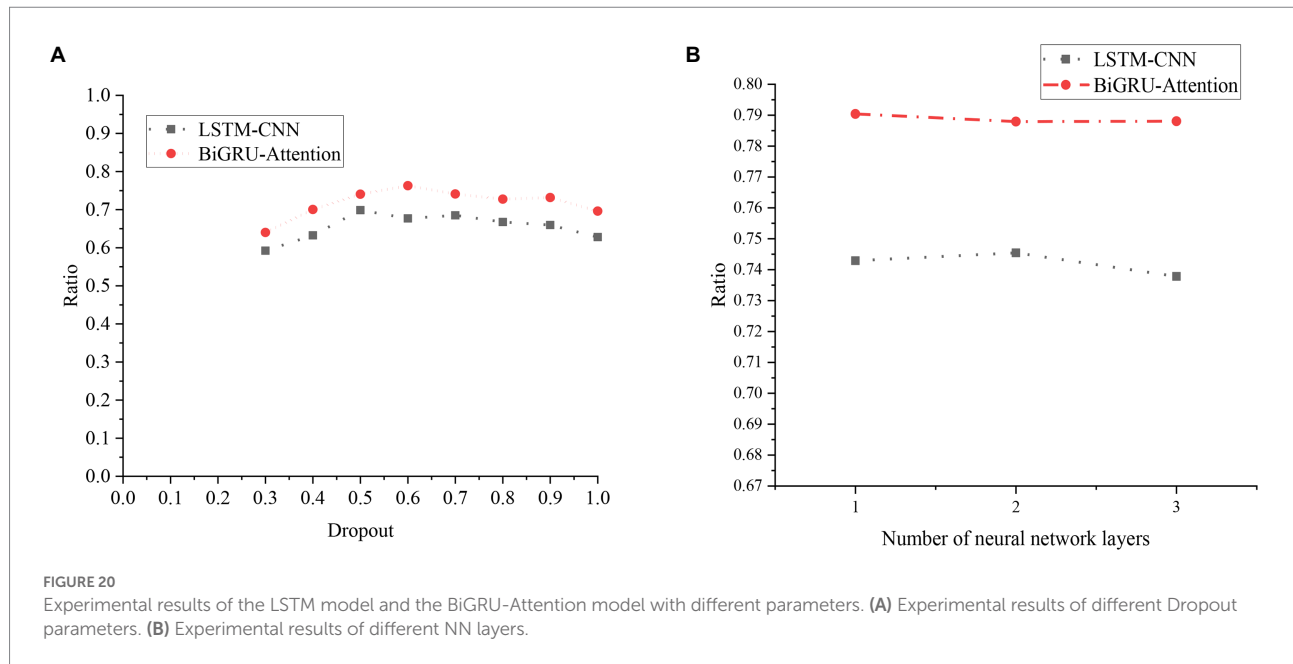 A
LSTM-CNN
BiGRU-Attention
1.0
0.9
0.8
0.7
0.6
0.5
0.4
0.3
0.2
0.1
0.0
Ratio
0.0 0.1 0.2 0.3 0.4 0.5 0.6 0.7 0.8 0.9 1.0
Dropout
B
LSTM-CNN
BiGRU-Attention
0.80
0.79
0.78
0.77
0.76
0.75
0.74
0.73
0.72
0.71
0.70
0.69
0.68
0.67
Ratio
1 2 3
Number of neural network layers
FIGURE 20
Experimental results of the LSTM model and the BiGRU-Attention model with different parameters. (A) Experimental results of different Dropout
parameters. (B) Experimental results of different NN layers.